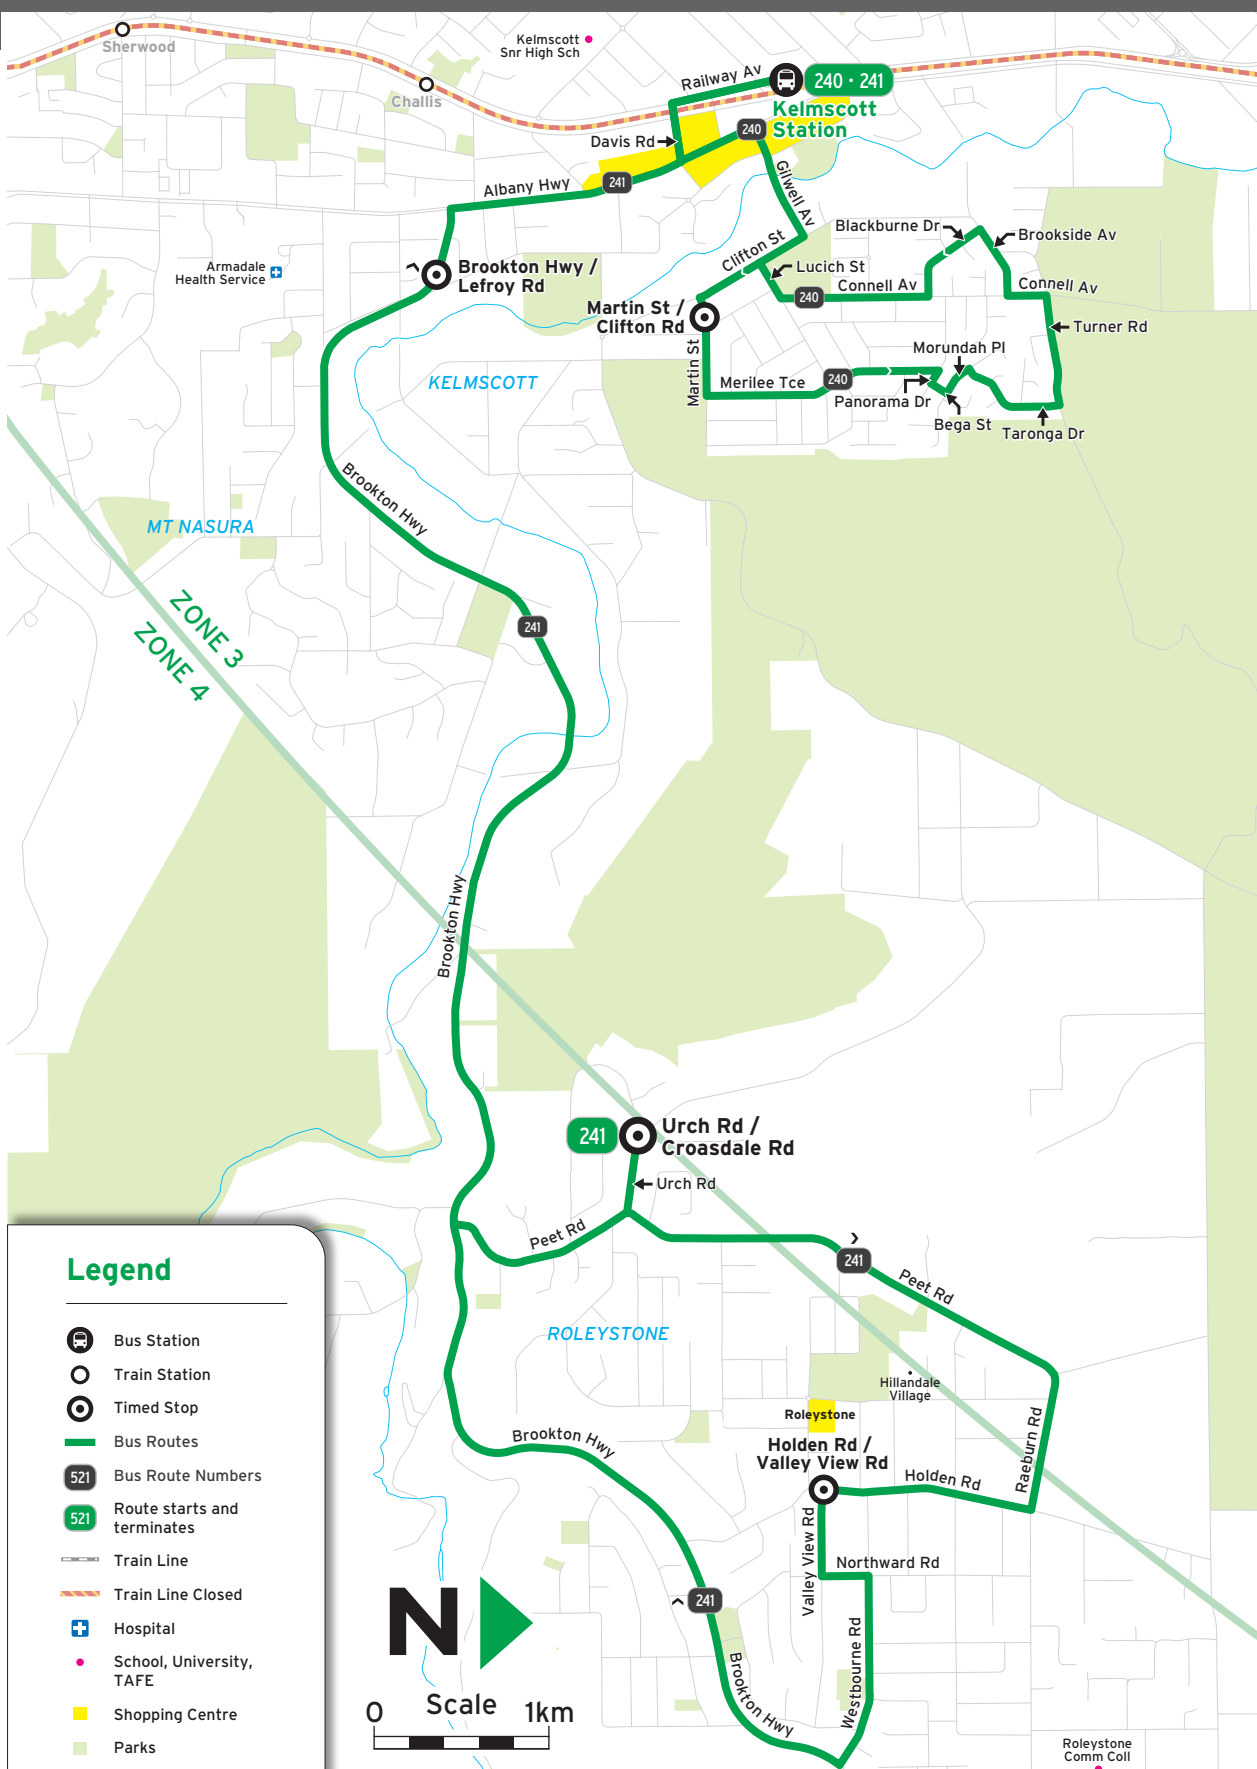 Sherwood
Kelmscott
Snr High Sch
Challis
Railway Av
240 · 241
Kelmscott
Station
Davis Rd
240
Albany Hwy
241
Gilwell Av
Armadale
Health Service
Brookton Hwy /
Lefroy Rd
Clifton St
Lucich St
Blackburne Dr
Brookside Av
Connell Av
240
Connell Av
Martin St /
Clifton Rd
Turner Rd
Morundah Pl
Martin St
Merilee Tce
240
Panorama Dr
Bega St
Taronga Dr
KELMSCOTT
Brookton Hwy
MT NASURA
ZONE 3
ZONE 4
241
Brookton Hwy
241
Urch Rd /
Croasdale Rd
Urch Rd
Peet Rd
241
Peet Rd
ROLEYSTONE
Hillandale
Village
Roleystone
Holden Rd /
Valley View Rd
Holden Rd
Raeburn Rd
Brookton Hwy
Valley View Rd
Northward Rd
241
Westbourne Rd
Brookton Hwy
Roleystone
Comm Coll
Legend
Bus Station
Train Station
Timed Stop
Bus Routes
521
Bus Route Numbers
521
Route starts and
terminates
Train Line
Train Line Closed
Hospital
School, University,
TAFE
Shopping Centre
Parks
N
Scale
0
1km